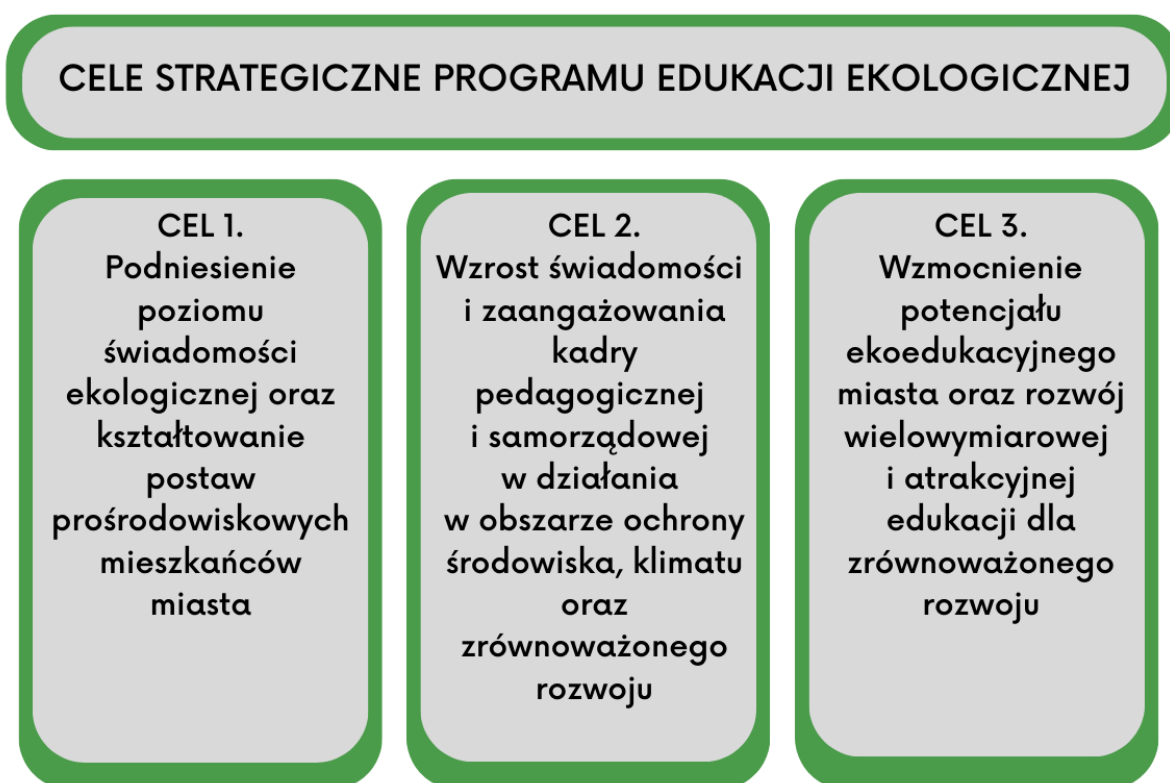 CELE STRATEGICZNE PROGRAMU EDUKACJI EKOLOGICZNEJ
CEL 1.
Podniesienie
poziomu
świadomości
ekologicznej oraz
kształtowanie
postaw
prośrodowiskowych
mieszkańców
miasta
CEL 2.
Wzrost świadomości
i zaangażowania
kadry
pedagogicznej
i samorządowej
w działania
w obszarze ochrony
środowiska, klimatu
oraz
zrównoważonego
rozwoju
CEL 3.
Wzmocnienie
potencjału
ekoedukacyjnego
miasta oraz rozwój
wielowymiarowej
i atrakcyjnej
edukacji dla
zrównoważonego
rozwoju